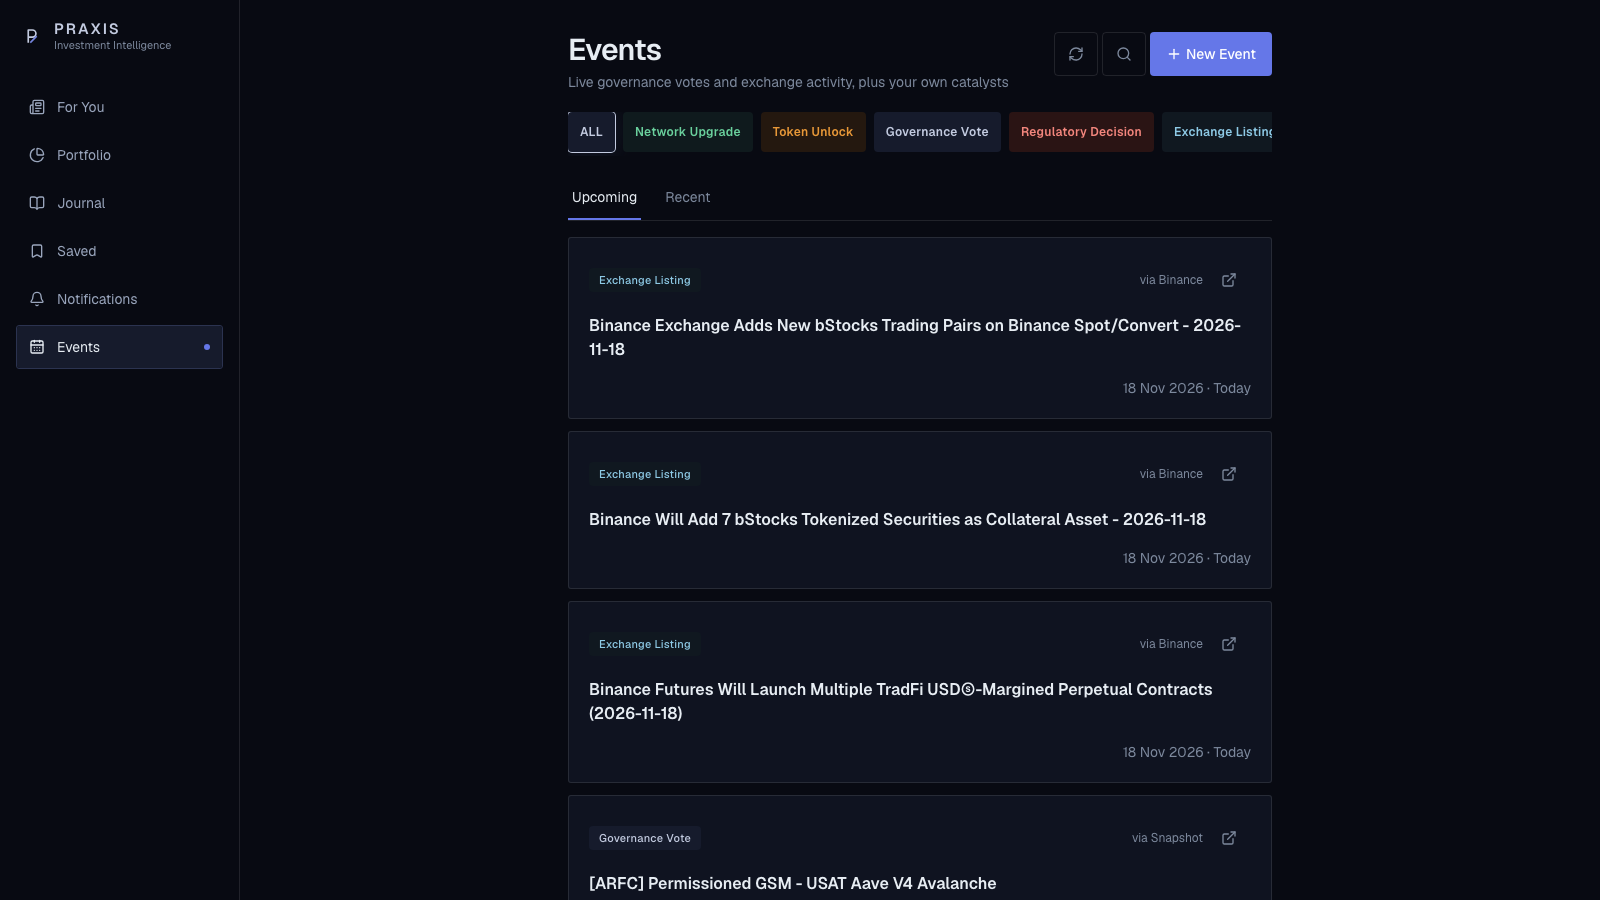 PRAXIS
Investment Intelligence
For You
Portfolio
Journal
Saved
Notifications
Events
Events
Live governance votes and exchange activity, plus your own catalysts
New Event
ALL
Network Upgrade
Token Unlock
Governance Vote
Regulatory Decision
Exchange Listing
Upcoming
Recent
Exchange Listing
via Binance
Binance Exchange Adds New bStocks Trading Pairs on Binance Spot/Convert - 2026-
11-18
18 Nov 2026 · Today
Exchange Listing
via Binance
Binance Will Add 7 bStocks Tokenized Securities as Collateral Asset - 2026-11-18
18 Nov 2026 · Today
Exchange Listing
via Binance
Binance Futures Will Launch Multiple TradFi USDⓈ-Margined Perpetual Contracts
(2026-11-18)
18 Nov 2026 · Today
Governance Vote
via Snapshot
[ARFC] Permissioned GSM - USAT Aave V4 Avalanche